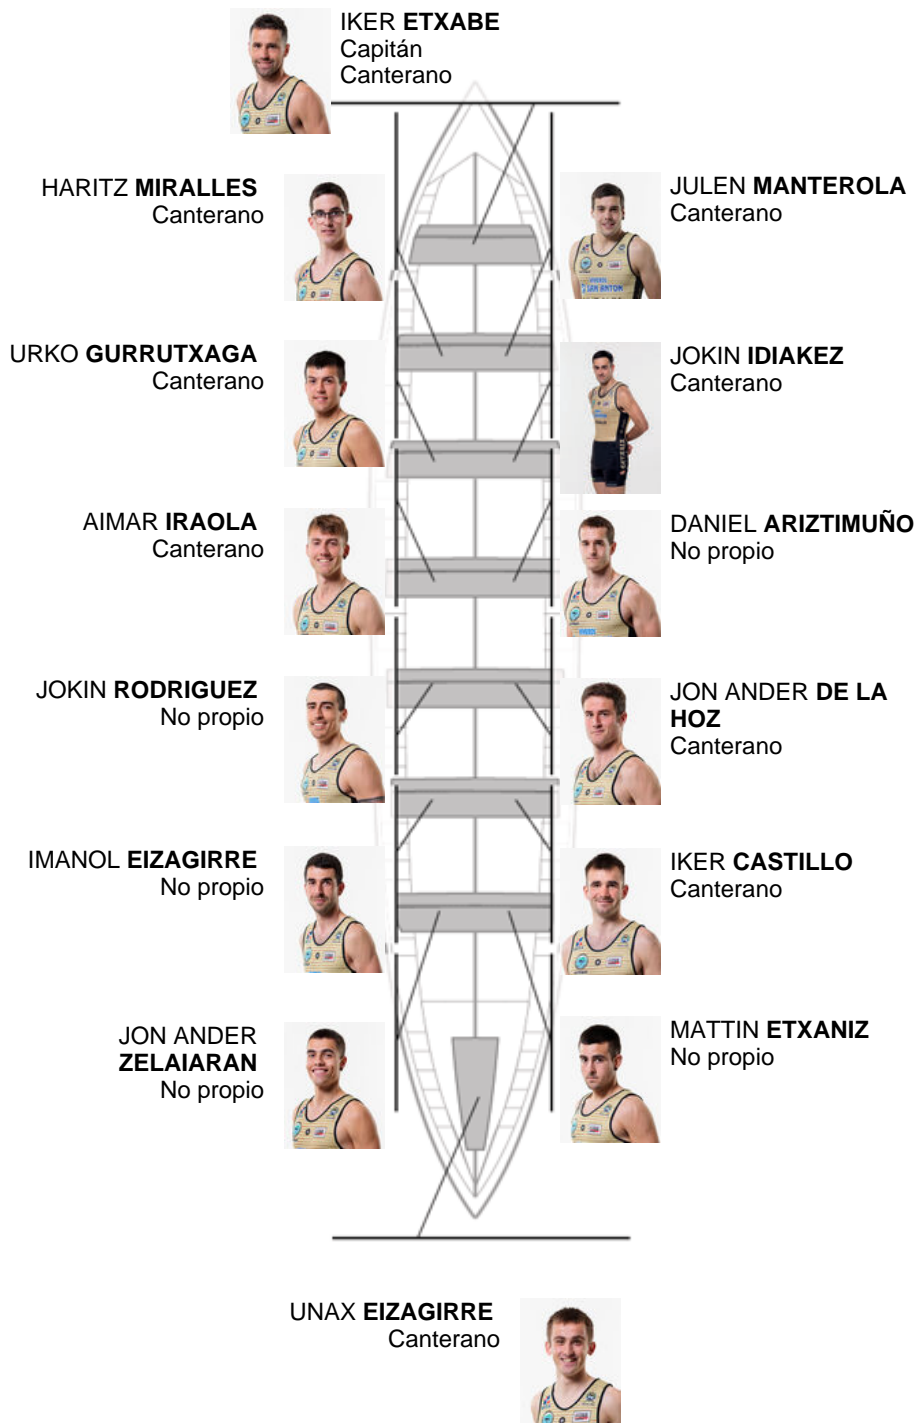 IKER ETXABE
Capitán
Canterano
HARITZ MIRALLES
Canterano
JULEN MANTEROLA
Canterano
URKO GURRUTXAGA
Canterano
JOKIN IDIAKEZ
Canterano
AIMAR IRAOLA
Canterano
DANIEL ARIZTIMUÑO
No propio
JOKIN RODRIGUEZ
No propio
JON ANDER DE LA
HOZ
Canterano
IMANOL EIZAGIRRE
No propio
IKER CASTILLO
Canterano
JON ANDER
ZELAIARAN
No propio
MATTIN ETXANIZ
No propio
UNAX EIZAGIRRE
Canterano
SAN ANTON